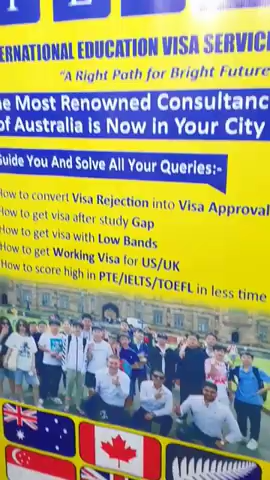 ERNATIONAL EDUCATION VISA SERVIC
"A Right Path for Bright Future
he Most Renowned Consultanc
of Australia is Now in Your City
Guide You And Solve All Your Queries:-
How to convert Visa Rejection into Visa Approval
How to get visa after study Gap
How to get visa with Low Bands
How to get Working Visa for US/UK
How to score high in PTE/IELTS/TOEFL in less time